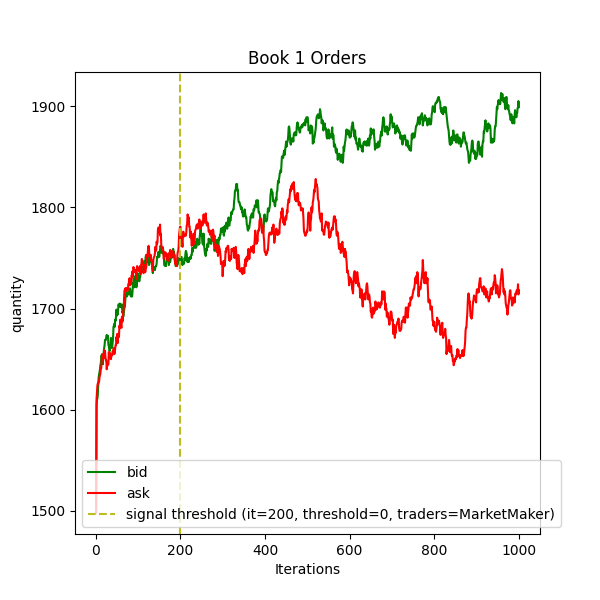 Book 1 Orders
quantity
1900
1800
1700
1600
1500
bid
ask
signal threshold (it=200, threshold=0, traders=MarketMaker)
0 200 400 600 800 1000
Iterations